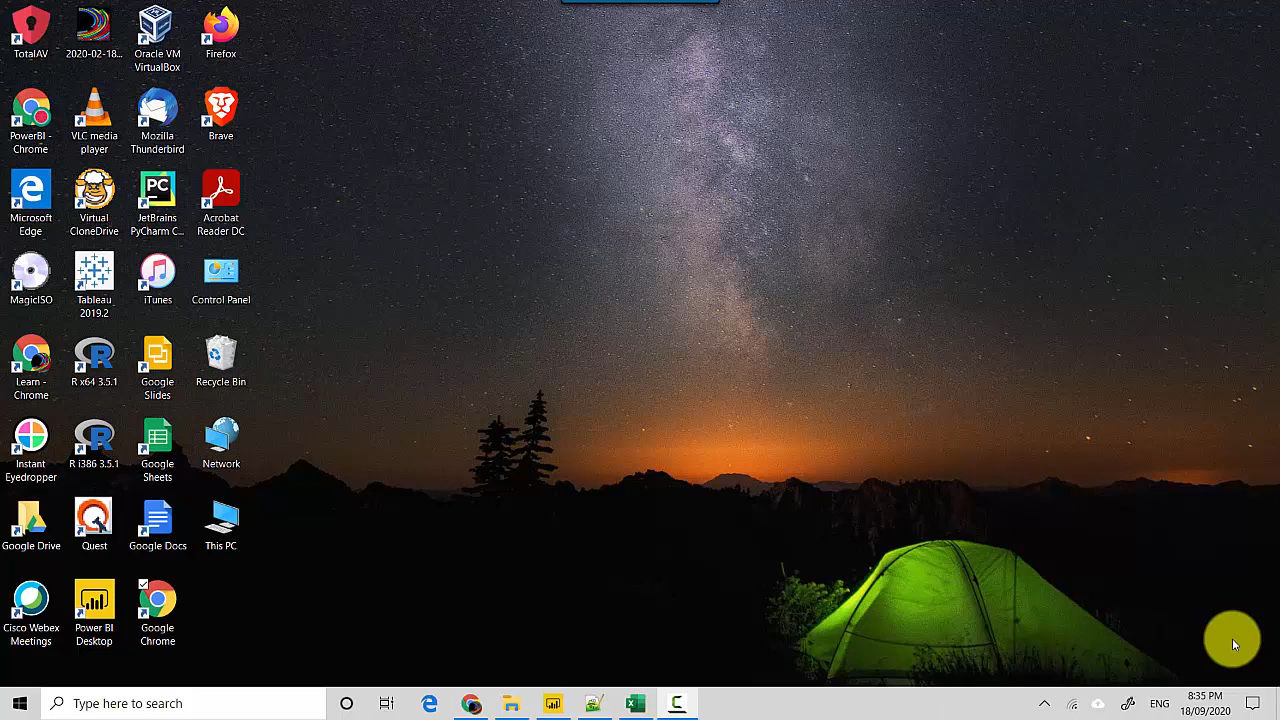 TotalAV
2020-02-18...
Oracle VM
VirtualBox
Firefox
PowerBI -
Chrome
VLC media
player
Mozilla
Thunderbird
Brave
Microsoft
Edge
Virtual
CloneDrive
PC
JetBrains
PyCharm C...
Acrobat
Reader DC
MagicISO
Tableau
2019.2
iTunes
Control Panel
Learn -
Chrome
R
R x64 3.5.1
Google
Slides
Recycle Bin
Instant
Eyedropper
R
R i386 3.5.1
Google
Sheets
Network
Google Drive
Quest
Google Docs
This PC
Cisco Webex
Meetings
Power BI
Desktop
Google
Chrome
Type here to search
ENG
8:35 PM
18/09/2020